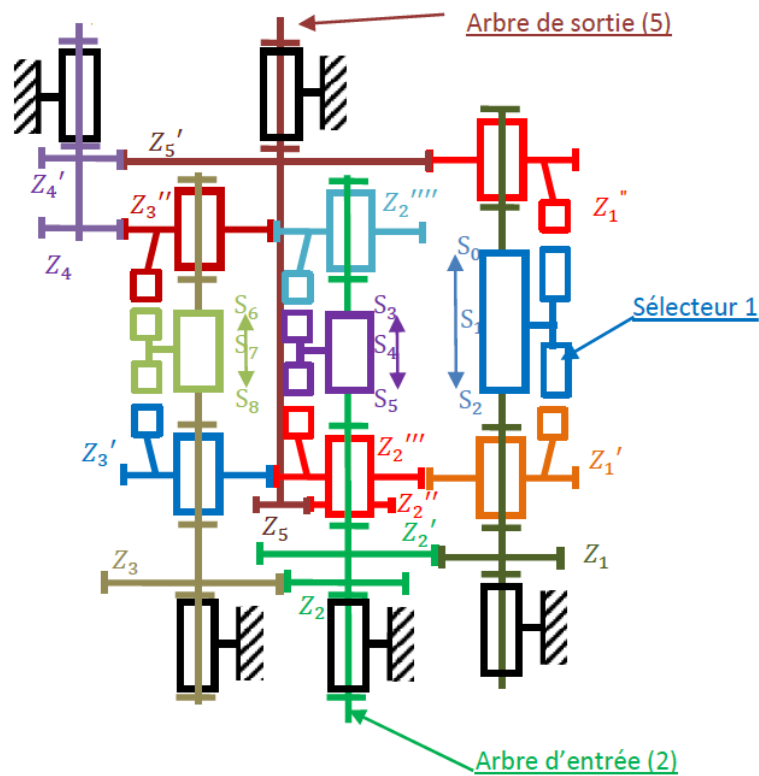 Arbre de sortie (5)
Z₅′
Z₄′
Z₃′′
Z₂′′′′
Z₁"
Z₄
S₀
S₆
S₃
S₁
Sélecteur 1
S₇
S₄
S₈
S₅
S₂
Z₃′
Z₂′′′
Z₁′
Z₂′′
Z₅
Z₂′
Z₃
Z₁
Z₂
Arbre d’entrée (2)